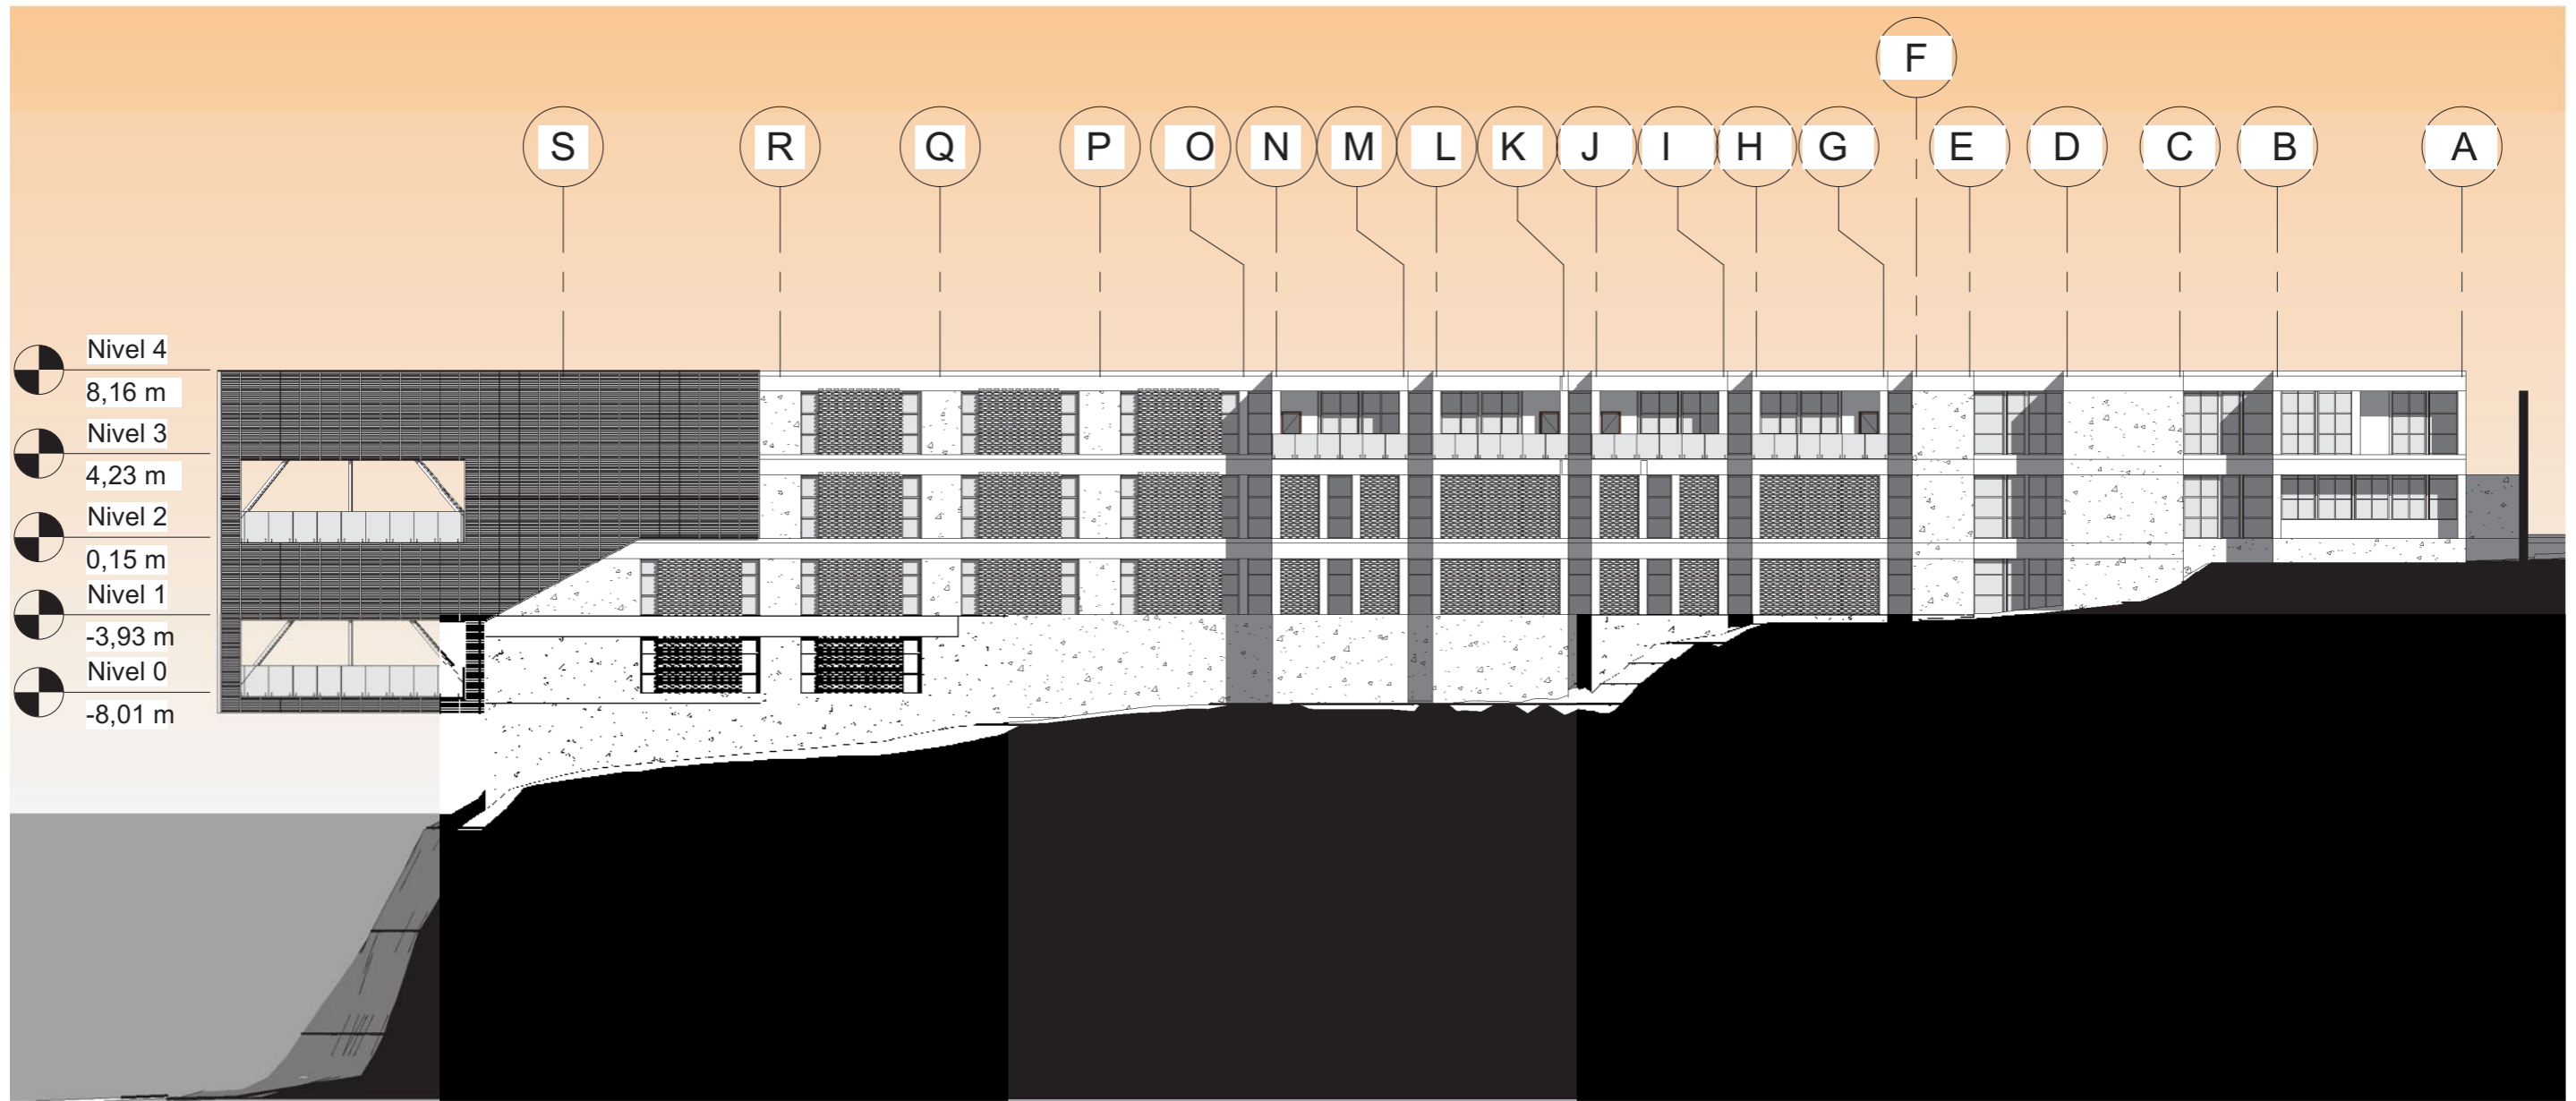 F
S R Q P O N M L K J I H G E D C B A
Nivel 4
8,16 m
Nivel 3
4,23 m
Nivel 2
0,15 m
Nivel 1
-3,93 m
Nivel 0
-8,01 m